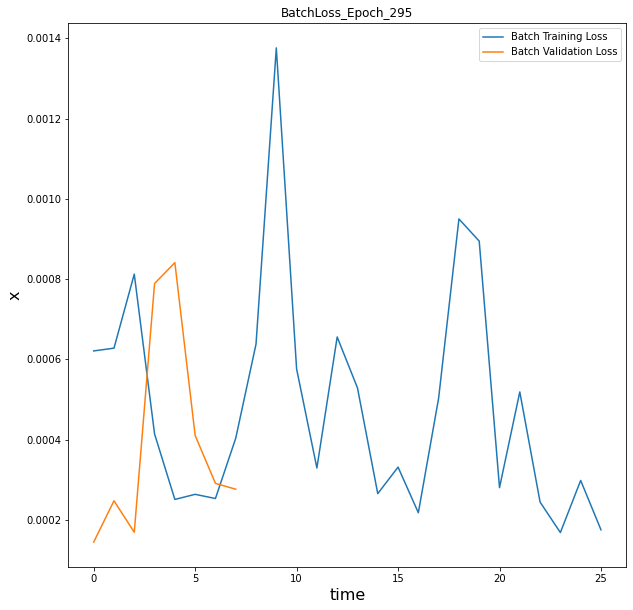 BatchLoss_Epoch_295
Batch Training Loss
Batch Validation Loss
0.0014
0.0012
0.0010
0.0008
0.0006
0.0004
0.0002
x
0 5 10 15 20 25
time